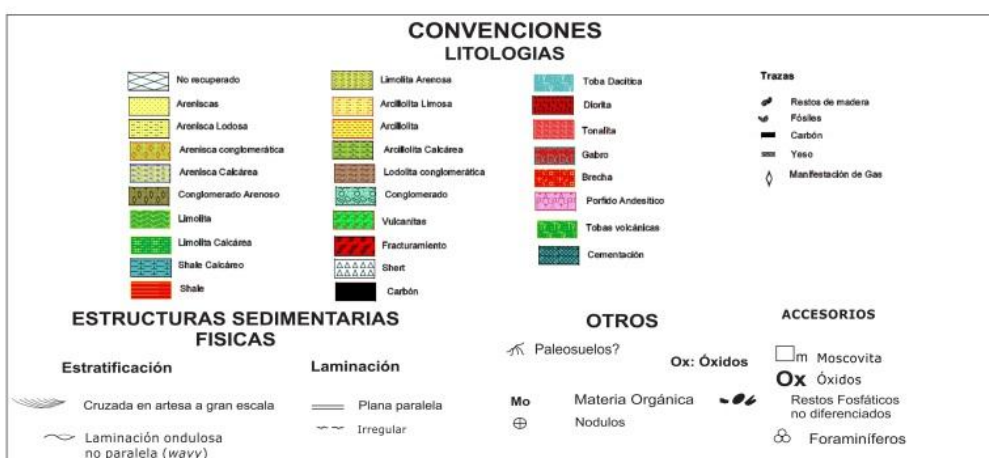 CONVENCIONES
LITOLOGIAS
No recuperado
Areniscas
Arenisca Lodosa
Arenisca conglomerática
Arenisca Calcárea
Conglomerado Arenoso
Limolita
Limolita Calcárea
Shale Calcáreo
Shale
Limolita Arenosa
Arcillolita Limosa
Arcillolita
Arcillolita Calcárea
Lodolita conglomerática
Conglomerado
Vulcanitas
Fracturamiento
Shert
Carbón
Toba Dacítica
Diorita
Tonalita
Gabro
Brecha
Porfido Andesítico
Tobas volcánicas
Cementación
Trazas
Restos de madera
Fósiles
Carbón
Yeso
Manifestación de Gas
ESTRUCTURAS SEDIMENTARIAS
FISICAS
Estratificación
Cruzada en artesa a gran escala
Laminación ondulosa
no paralela (wavy)
Laminación
Plana paralela
Irregular
OTROS
Paleosuelos?
Ox: Óxidos
Mo Materia Orgánica
Nodulos
ACCESORIOS
m Moscovita
Ox Óxidos
Restos Fosfáticos
no diferenciados
Foraminíferos